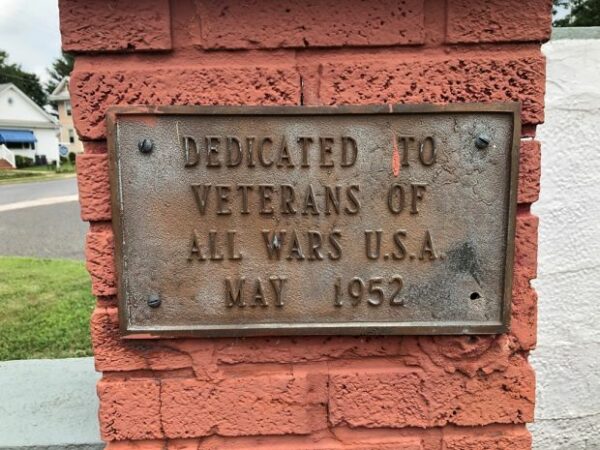 DEDICATED TO
VETERANS OF
ALL WARS U.S.A.
MAY 1952